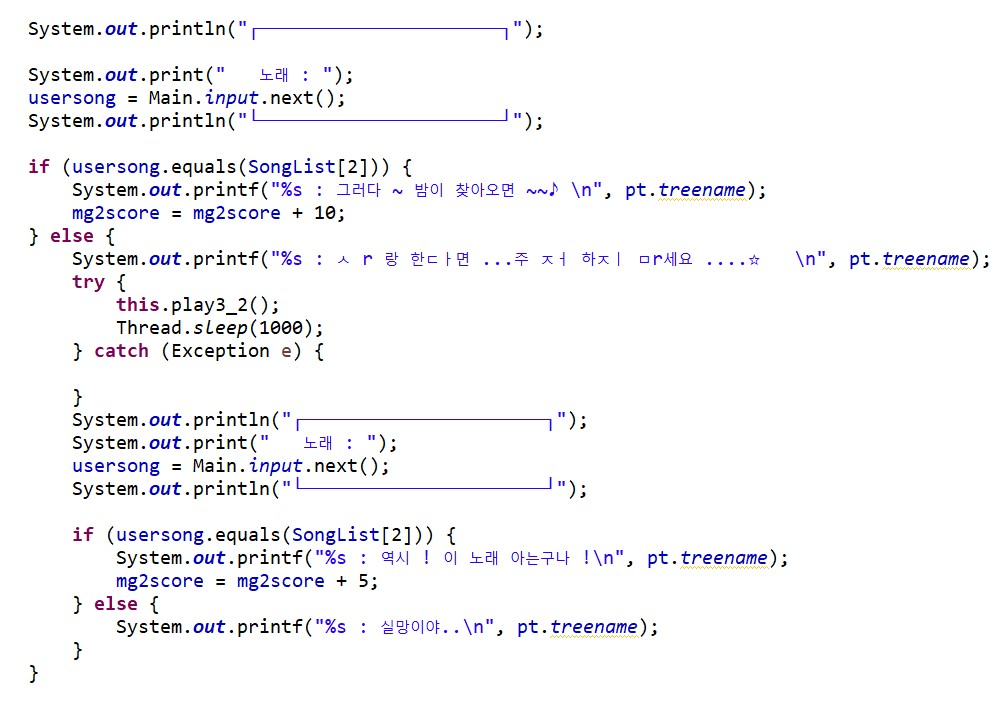 System.out.println("┌──────────────────────┐");
System.out.print("   노래 : ");
usersong = Main.input.next();
System.out.println("└──────────────────────┘");
if (usersong.equals(SongList[2])) {
System.out.printf("%s : 그러다 ~ 밤이 찾아오면 ~~♪ \n", pt.treename);
mg2score = mg2score + 10;
} else {
System.out.printf("%s : ㅅ r 랑 한ㄷㅏ면 ...주 ㅈㅓ 하ㅈㅣ ㅁr세요 ....☆   \n", pt.treename);
try {
this.play3_2();
Thread.sleep(1000);
} catch (Exception e) {
}
System.out.println("┌──────────────────────┐");
System.out.print("   노래 : ");
usersong = Main.input.next();
System.out.println("└──────────────────────┘");
if (usersong.equals(SongList[2])) {
System.out.printf("%s : 역시 ! 이 노래 아는구나 !\n", pt.treename);
mg2score = mg2score + 5;
} else {
System.out.printf("%s : 실망이야..\n", pt.treename);
}
}